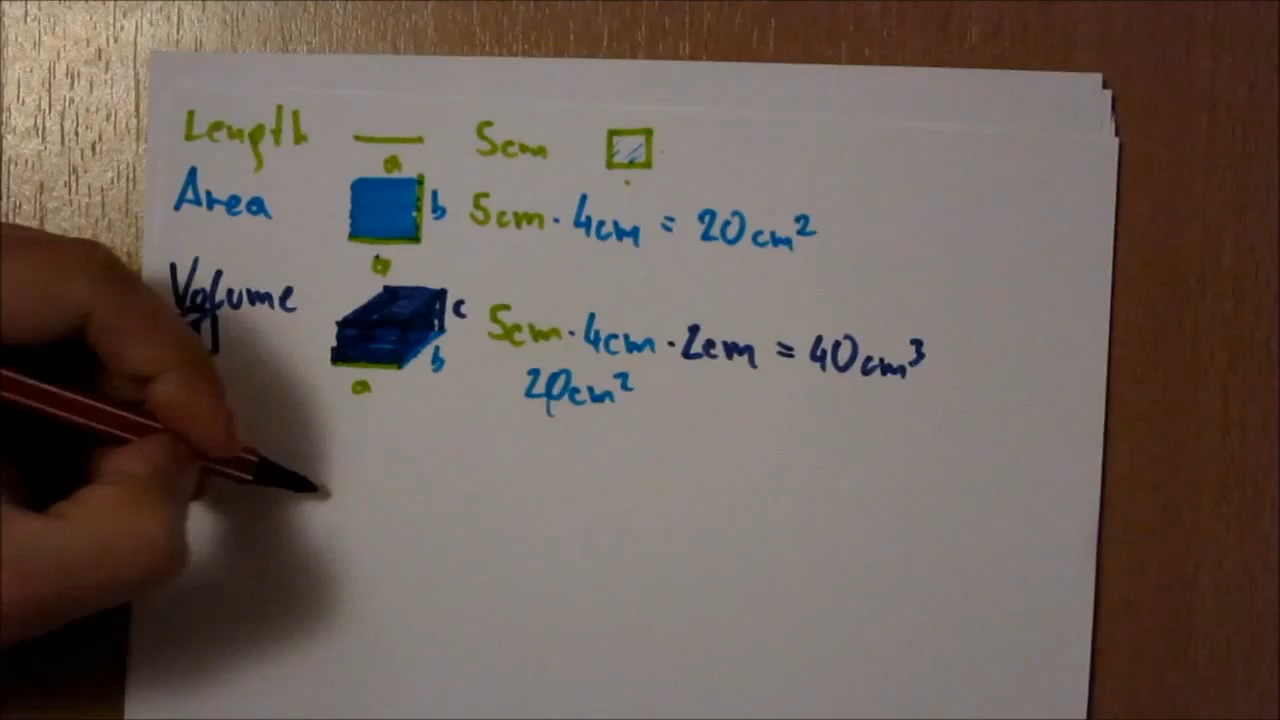 Length a 5cm
Area b 5cm · 4cm = 20cm²
a
Volume c 5cm · 4cm · 2cm = 40cm³
b
a 20cm²